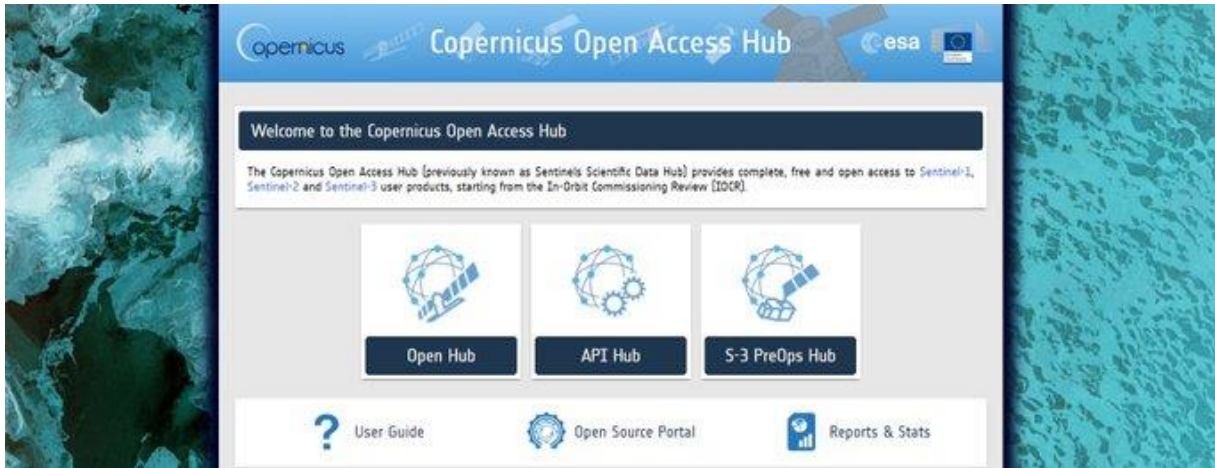 Copernicus
Copernicus Open Access Hub
esa
Welcome to the Copernicus Open Access Hub
The Copernicus Open Access Hub (previously known as Sentinels Scientific Data Hub) provides complete, free and open access to Sentinel-1,
Sentinel-2 and Sentinel-3 user products, starting from the In-Orbit Commissioning Review [IOCR].
Open Hub
API Hub
S-3 PreOps Hub
User Guide
Open Source Portal
Reports & Stats